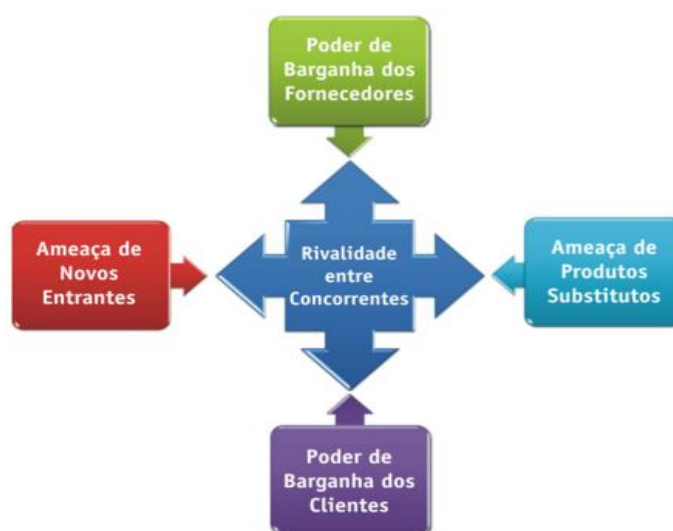 Poder de
Barganha dos
Fornecedores
Ameaça de
Novos
Entrantes
Rivalidade
entre
Concorrentes
Ameaça de
Produtos
Substitutos
Poder de
Barganha dos
Clientes